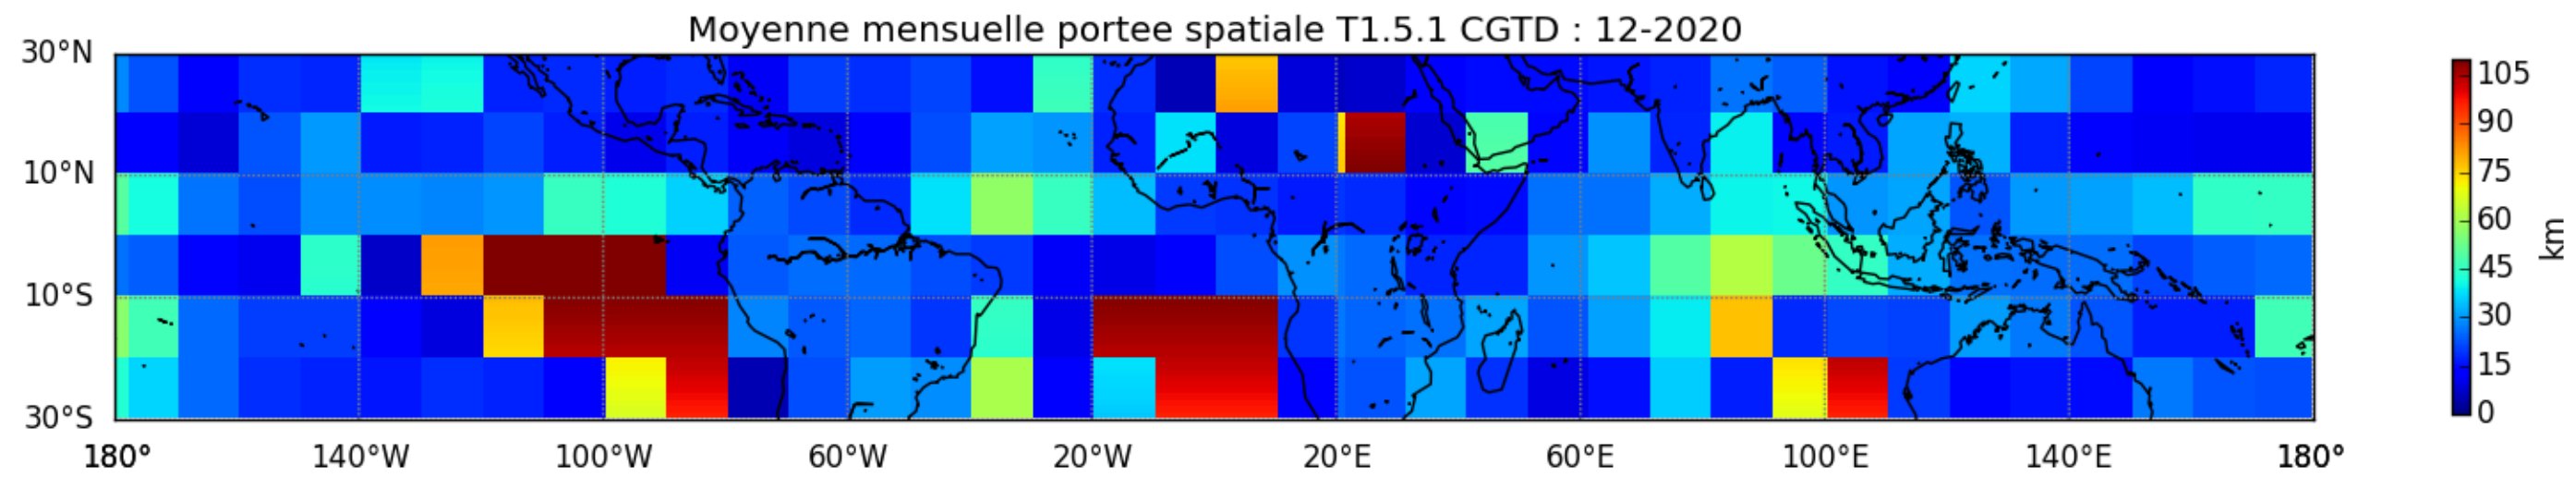 Moyenne mensuelle portee spatiale T1.5.1 CGTD : 12-2020
30°N
10°N
10°S
30°S
180° 140°W 100°W 60°W 20°W 20°E 60°E 100°E 140°E 180°
105
90
75
60
45
30
15
0
km